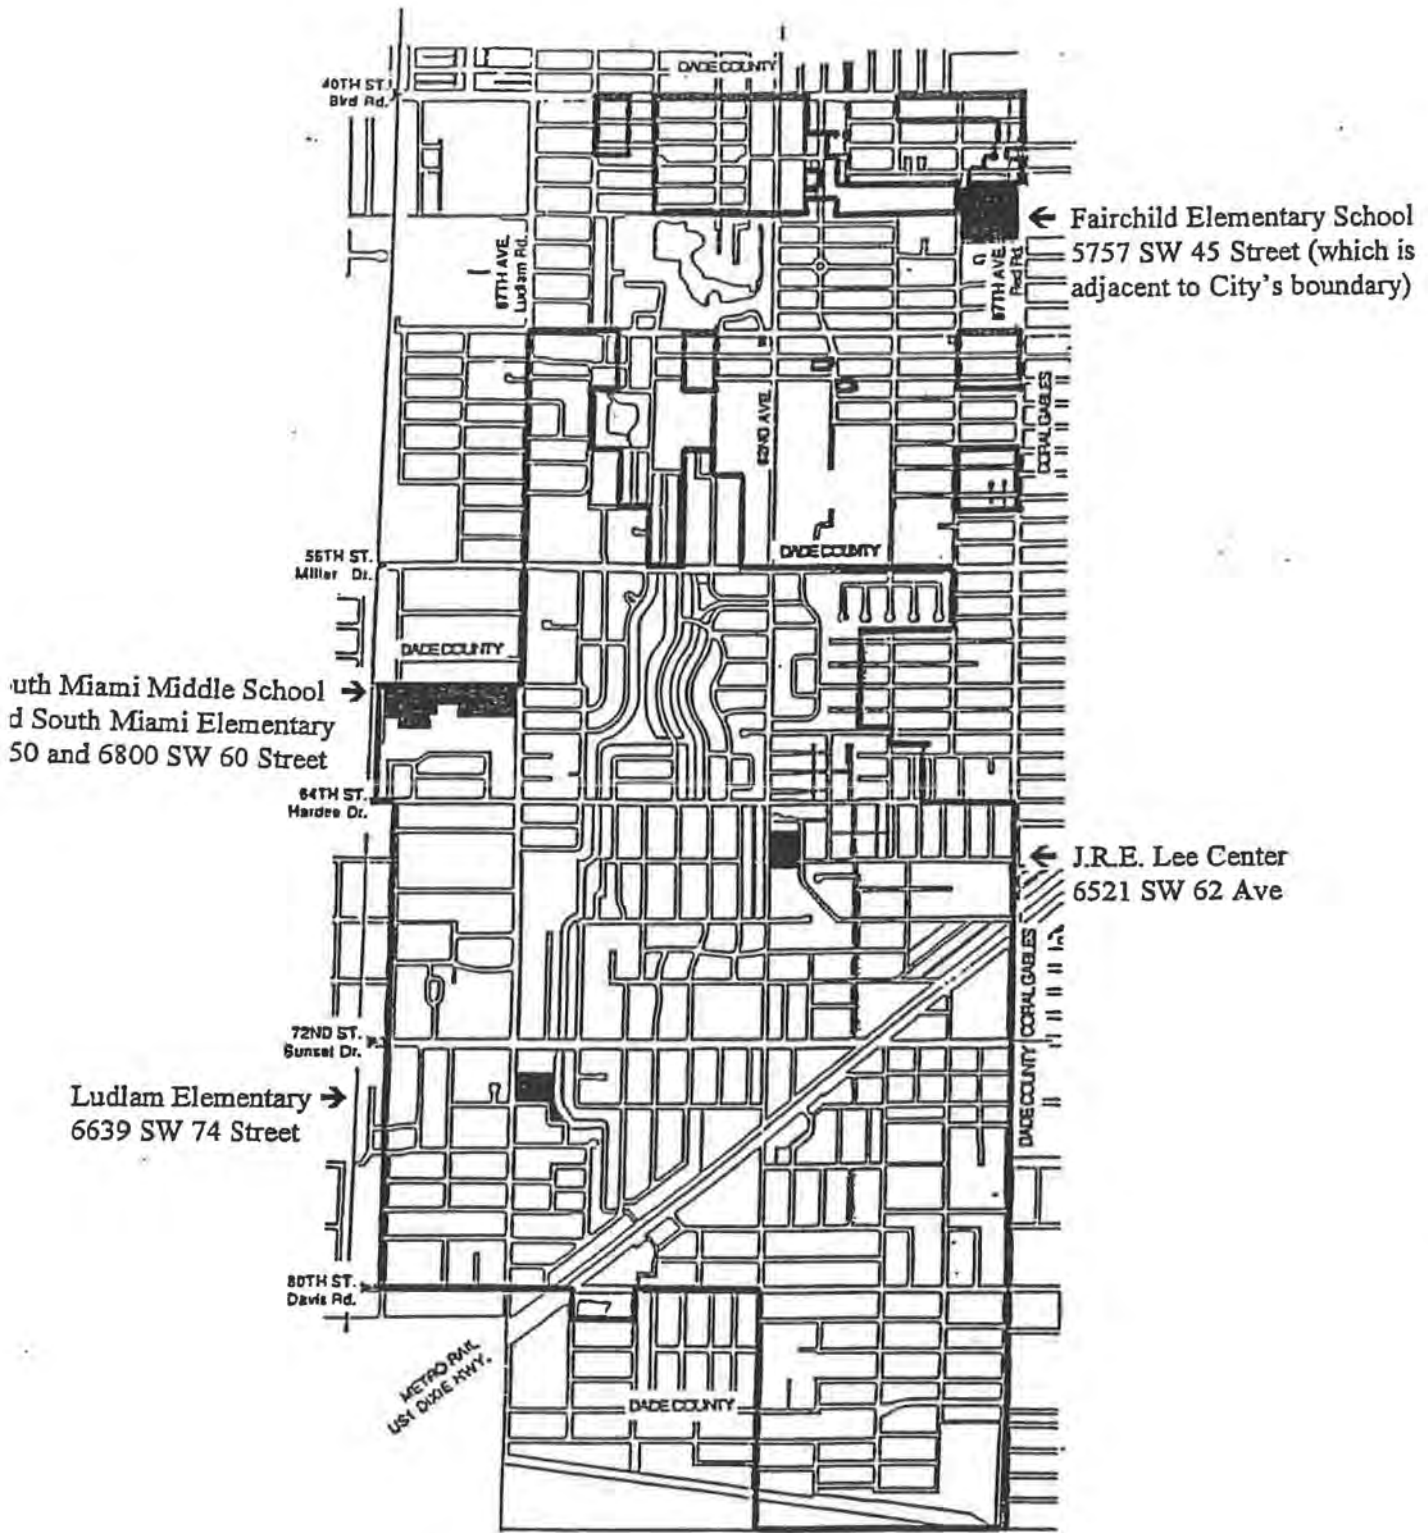 DADE COUNTY
40TH ST.
Bird Rd.
Fairchild Elementary School
5757 SW 45 Street (which is
adjacent to City's boundary)
67TH AVE.
Ludlam Rd.
57TH AVE.
Red Rd.
CORAL GABLES
62ND AVE.
56TH ST.
Miller Dr.
DADE COUNTY
DADE COUNTY
uth Miami Middle School
d South Miami Elementary
50 and 6800 SW 60 Street
64TH ST.
Hardee Dr.
J.R.E. Lee Center
6521 SW 62 Ave
DADE COUNTY CORAL GABLES
72ND ST.
Sunset Dr.
Ludlam Elementary
6639 SW 74 Street
80TH ST.
Davis Rd.
METRO RAIL
US1 DIXIE HWY.
DADE COUNTY